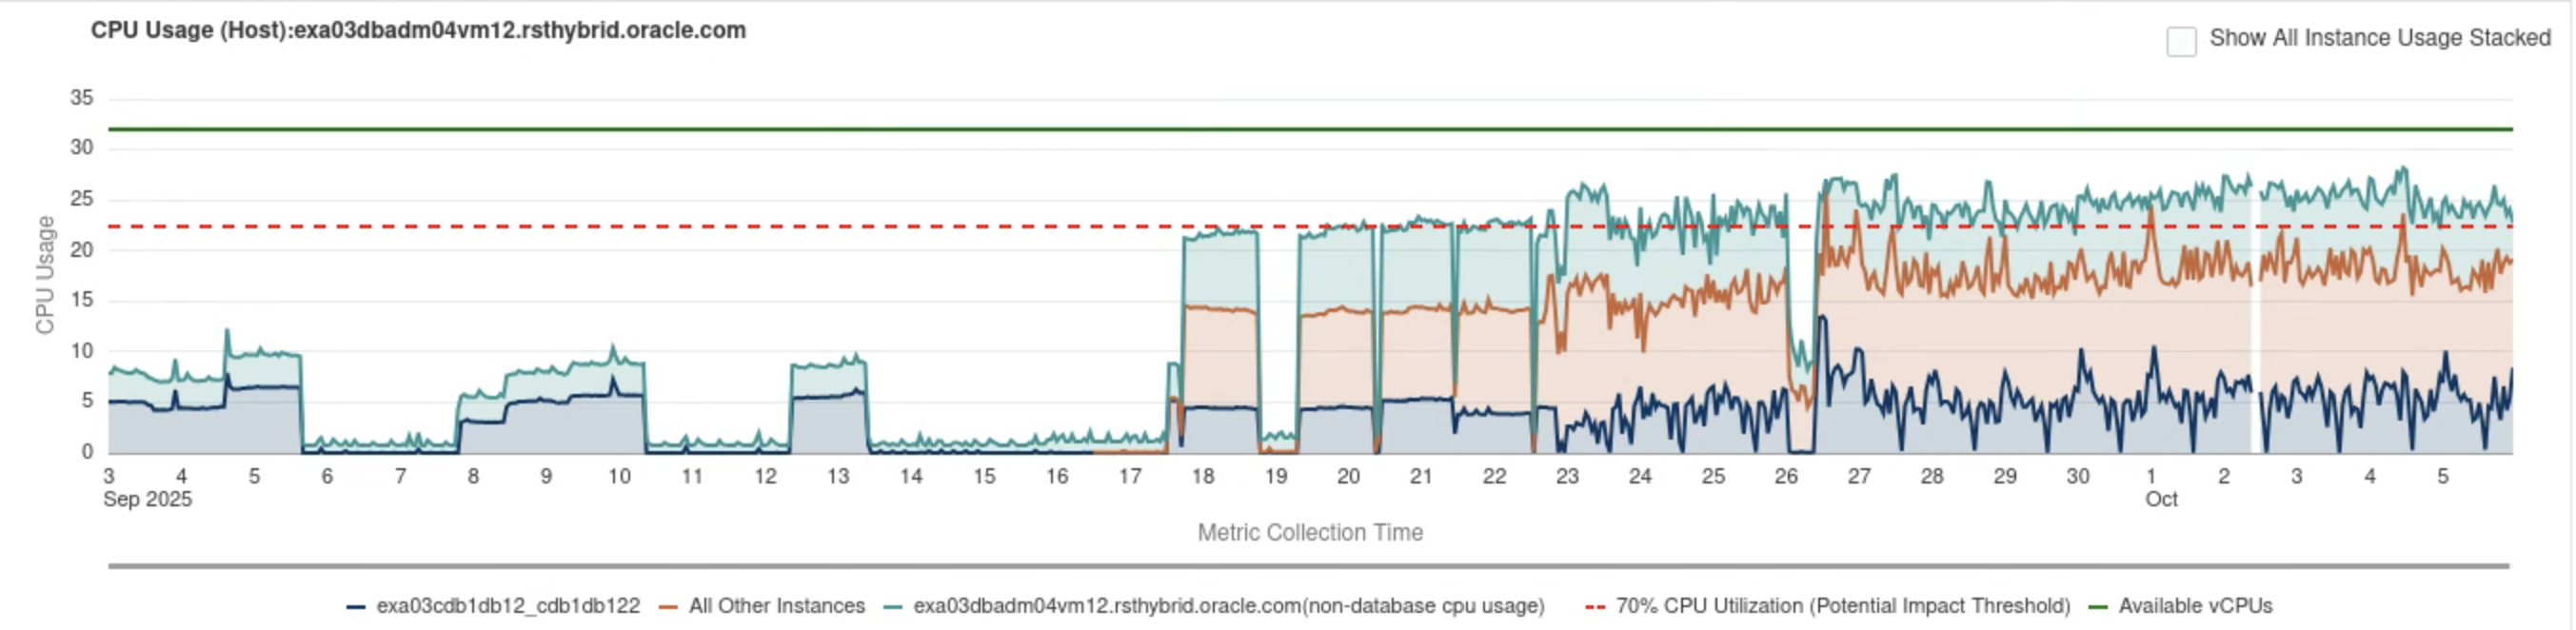 CPU Usage (Host):exa03dbadm04vm12.rsthybrid.oracle.com
Show All Instance Usage Stacked
35
30
25
20
15
10
5
0
CPU Usage
3 4 5 6 7 8 9 10 11 12 13 14 15 16 17 18 19 20 21 22 23 24 25 26 27 28 29 30 1 2 3 4 5
Sep 2025 Oct
Metric Collection Time
exa03cdb1db12_cdb1db122 All Other Instances exa03dbadm04vm12.rsthybrid.oracle.com(non-database cpu usage) 70% CPU Utilization (Potential Impact Threshold) Available vCPUs